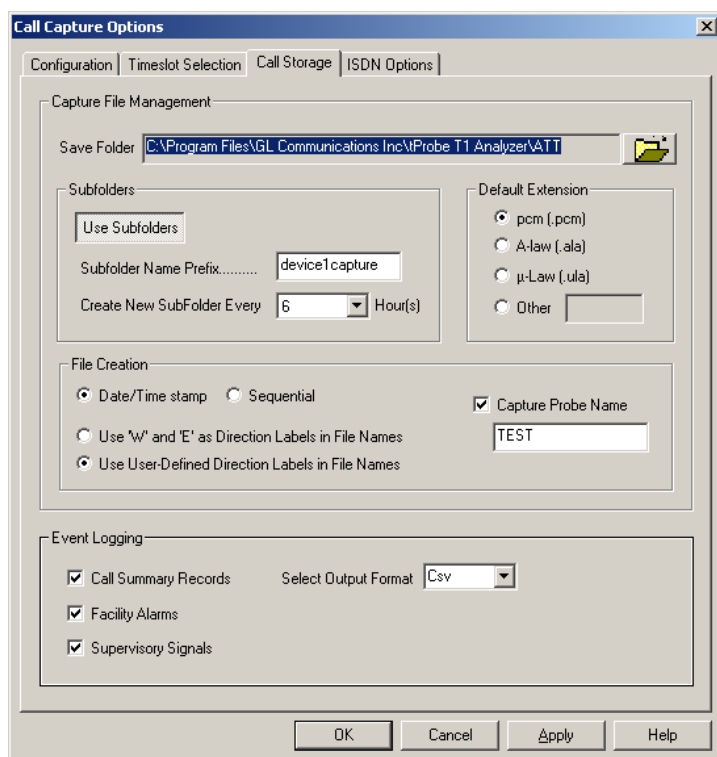 Call Capture Options
Configuration
Timeslot Selection
Call Storage
ISDN Options
Capture File Management
Save Folder
C:\Program Files\GL Communications Inc\tProbe T1 Analyzer\ATT
Subfolders
Use Subfolders
Subfolder Name Prefix..........
device1capture
Create New SubFolder Every
6
Hour(s)
Default Extension
pcm (.pcm)
A-law (.ala)
µ-Law (.ula)
Other
File Creation
Date/Time stamp
Sequential
Use 'W' and 'E' as Direction Labels in File Names
Use User-Defined Direction Labels in File Names
Capture Probe Name
TEST
Event Logging
Call Summary Records
Select Output Format
Csv
Facility Alarms
Supervisory Signals
OK
Cancel
Apply
Help